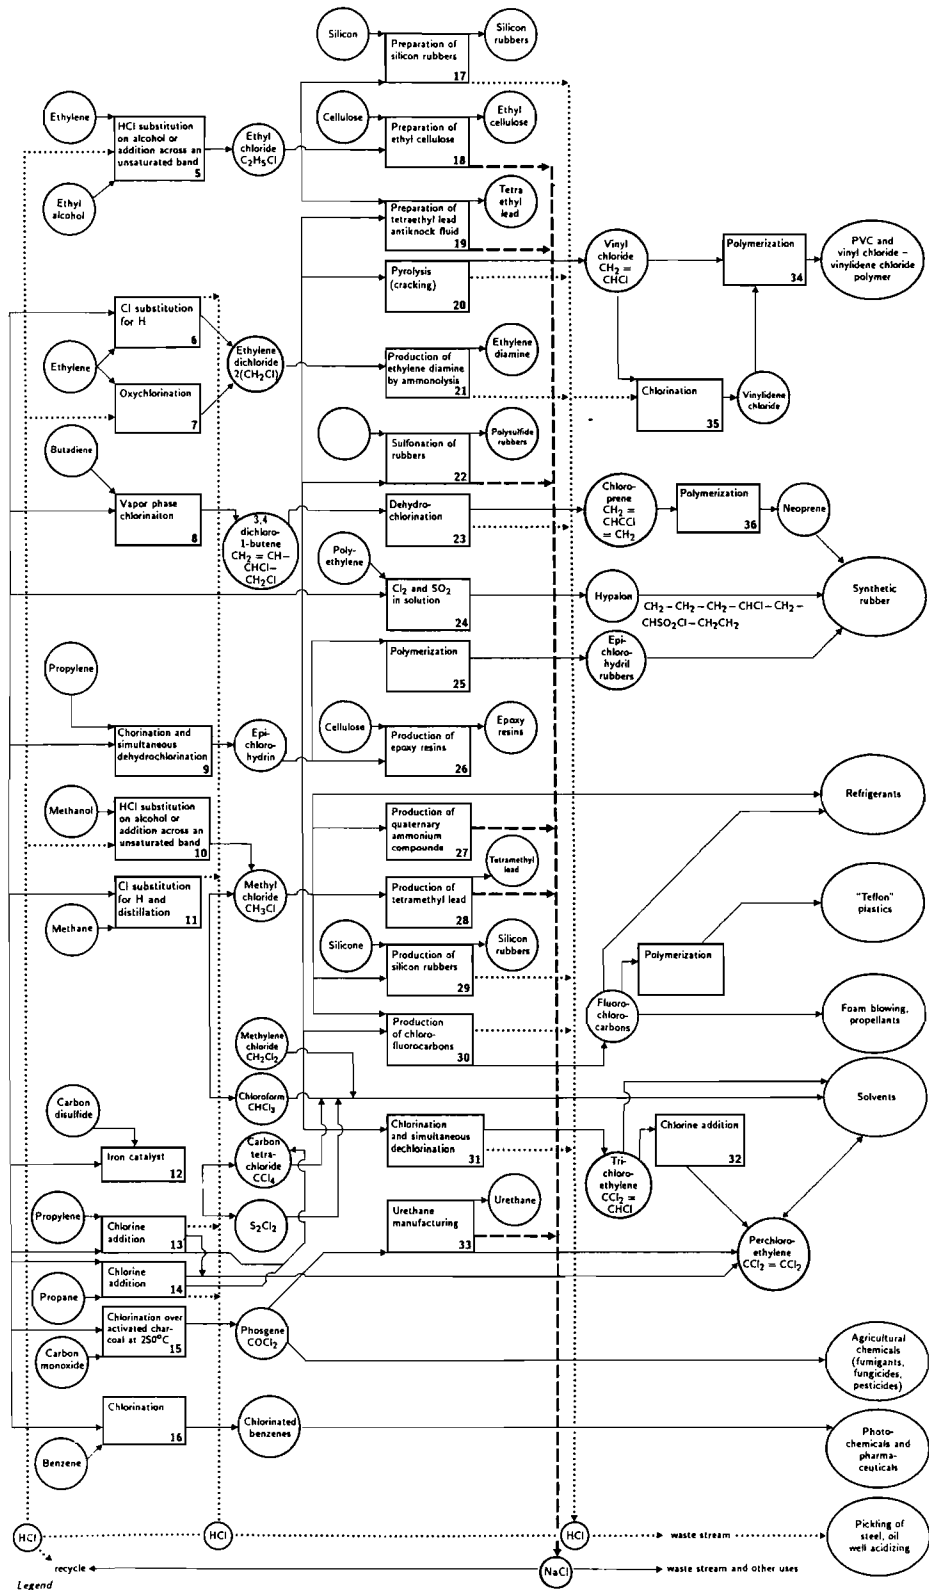 Silicon
Preparation of
silicon rubbers
17
Silicon
rubbers
Ethylene
HCl substitution
on alcohol or
addition across an
unsaturated band
5
Ethyl
alcohol
Ethyl
chloride
C₂H₅Cl
Cellulose
Preparation of
ethyl cellulose
18
Ethyl
cellulose
Preparation of
tetraethyl lead
antiknock fluid
19
Tetra
ethyl
lead
Pyrolysis
(cracking)
20
Vinyl
chloride
CH₂ =
CHCl
Polymerization
34
PVC and
vinyl chloride –
vinylidene chloride
polymer
Cl substitution
for H
6
Ethylene
Oxychlorination
7
Ethylene
dichloride
2(CH₂Cl)
Production of
ethylene diamine
by ammonolysis
21
Ethylene
diamine
Chlorination
35
Vinylidene
chloride
Butadiene
Vapor phase
chlorinaiton
8
3,4
dichloro-
1-butene
CH₂ = CH–
CHCl–
CH₂Cl
Sulfonation of
rubbers
22
Polysulfide
rubbers
Dehydro-
chlorination
23
Chloro-
prene
CH₂ =
CHCCl
= CH₂
Polymerization
36
Neoprene
Poly-
ethylene
Cl₂ and SO₂
in solution
24
Hypalon
CH₂ – CH₂ – CH₂ – CHCl – CH₂ –
CHSO₂Cl – CH₂CH₂
Synthetic
rubber
Polymerization
25
Epi-
chloro-
hydril
rubbers
Propylene
Chorination and
simultaneous
dehydrochlorination
9
Epi-
chloro-
hydrin
Cellulose
Production of
epoxy resins
26
Epoxy
resins
Methanol
HCl substitution
on alcohol or
addition across an
unsaturated band
10
Production of
quaternary
ammonium
compounds
27
Refrigerants
Cl substitution
for H and
distillation
11
Methane
Methyl
chloride
CH₃Cl
Production of
tetramethyl lead
28
Tetramethyl
lead
"Teflon"
plastics
Silicone
Production of
silicon rubbers
29
Silicon
rubbers
Polymerization
Production
of chloro-
fluorocarbons
30
Fluoro-
chloro-
carbons
Foam blowing,
propellants
Methylene
chloride
CH₂Cl₂
Chloroform
CHCl₃
Solvents
Carbon
disulfide
Iron catalyst
12
Carbon
tetra-
chloride
CCl₄
Chlorination
and simultaneous
dechlorination
31
Tri-
chloro-
ethylene
CCl₂ =
CHCl
Chlorine addition
32
Propylene
Chlorine
addition
13
S₂Cl₂
Urethane
manufacturing
33
Urethane
Perchloro-
ethylene
CCl₂ = CCl₂
Chlorine
addition
14
Propane
Chlorination over
activated char-
coal at 250°C
15
Carbon
monoxide
Phosgene
COCl₂
Agricultural
chemicals
(fumigants,
fungicides,
pesticides)
Chlorination
16
Benzene
Chlorinated
benzenes
Photo-
chemicals and
pharma-
ceuticals
HCl
HCl
HCl
waste stream
Pickling of
steel, oil
well acidizing
recycle
NaCl
waste stream and other uses
Legend